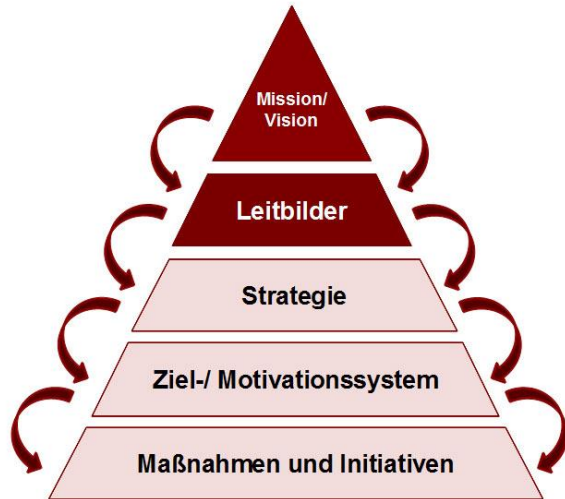 Mission/
Vision
Leitbilder
Strategie
Ziel-/ Motivationssystem
Maßnahmen und Initiativen